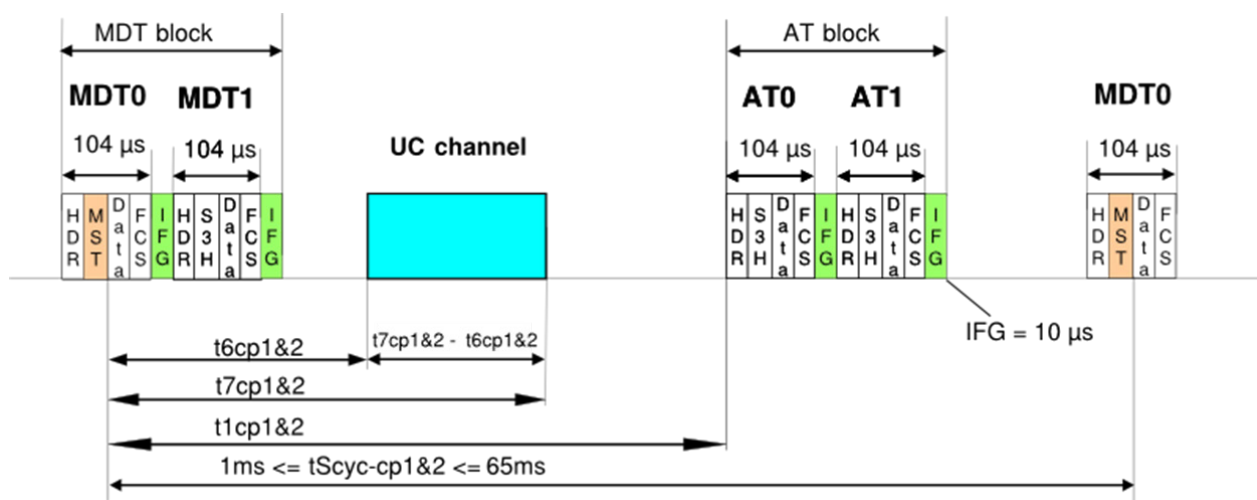 MDT block
AT block
MDT0
MDT1
AT0
AT1
MDT0
104 µs
104 µs
UC channel
104 µs
104 µs
104 µs
HDR
MST
Data
FCS
IFG
HDR
S3H
Data
FCS
IFG
HDR
S3H
Data
FCS
IFG
HDR
S3H
Data
FCS
IFG
HDR
MST
Data
FCS
IFG = 10 µs
t6cp1&2
t7cp1&2 - t6cp1&2
t7cp1&2
t1cp1&2
1ms <= tScyc-cp1&2 <= 65ms